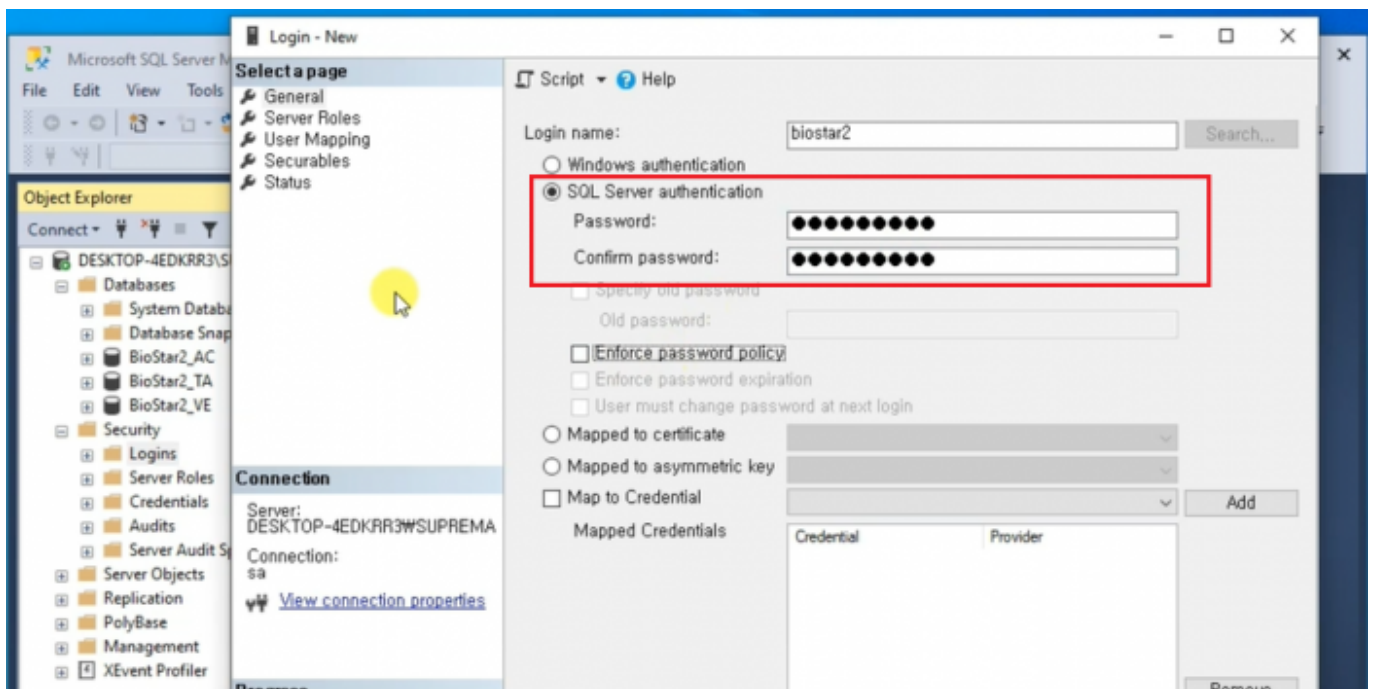 Login - New
Microsoft SQL Server M
File Edit View Tools
Select a page
General
Server Roles
User Mapping
Securables
Status
Script Help
Login name: biostar2 Search...
Windows authentication
SQL Server authentication
Password: ●●●●●●●●●
Confirm password: ●●●●●●●●●
Specify old password
Old password:
Enforce password policy
Enforce password expiration
User must change password at next login
Mapped to certificate
Mapped to asymmetric key
Map to Credential Add
Mapped Credentials Credential Provider
Remove
Object Explorer
Connect
DESKTOP-4EDKRR3\S
Databases
System Databa
Database Snap
BioStar2_AC
BioStar2_TA
BioStar2_VE
Security
Logins
Server Roles
Credentials
Audits
Server Audit Sp
Server Objects
Replication
PolyBase
Management
XEvent Profiler
Connection
Server:
DESKTOP-4EDKRR3₩SUPREMA
Connection:
sa
View connection properties
Progress